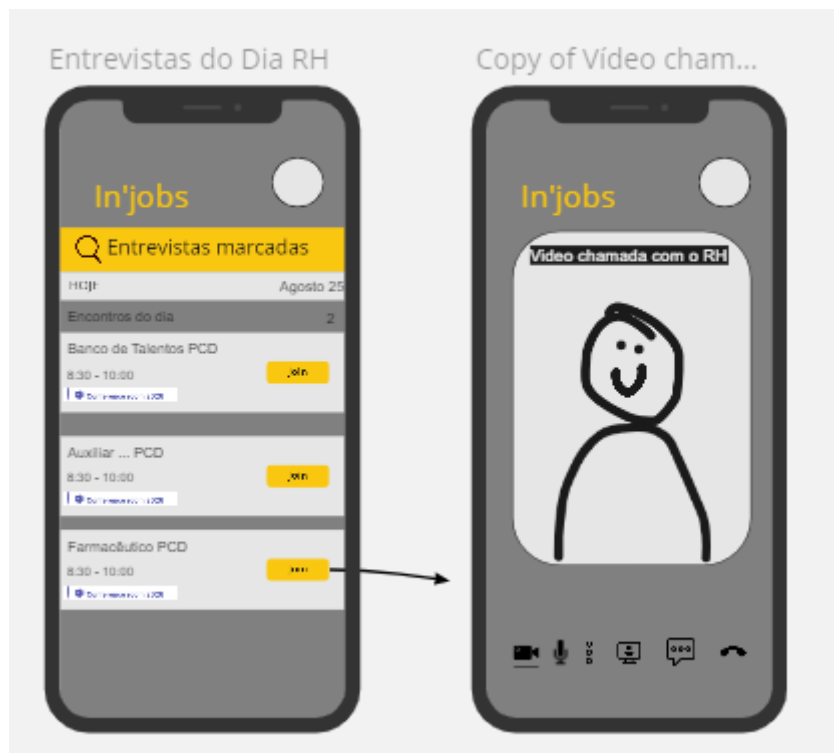 Entrevistas do Dia RH
In'jobs
Entrevistas marcadas
HOJE Agosto 25
Encontros do dia 2
Banco de Talentos PCD
8:30 - 10:00 join
Auxiliar ... PCD
8:30 - 10:00 join
Farmacêutico PCD
8:30 - 10:00
Copy of Vídeo cham...
In'jobs
Video chamada com o RH